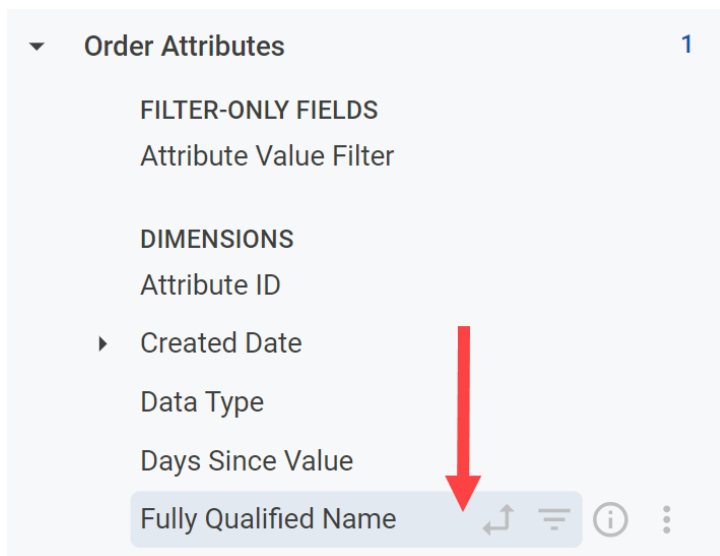 Order Attributes 1
FILTER-ONLY FIELDS
Attribute Value Filter
DIMENSIONS
Attribute ID
Created Date
Data Type
Days Since Value
Fully Qualified Name